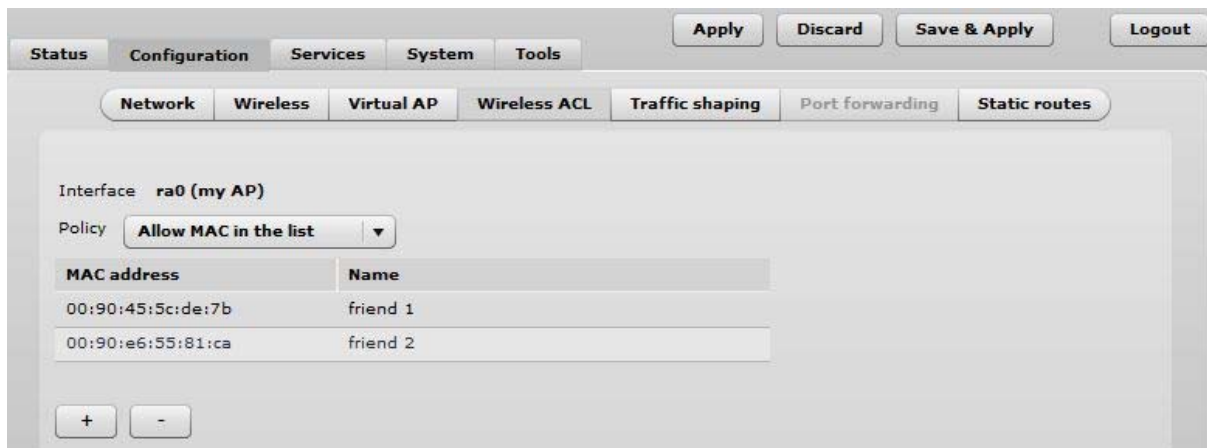 Apply Discard Save & Apply Logout
Status Configuration Services System Tools
Network Wireless Virtual AP Wireless ACL Traffic shaping Port forwarding Static routes
Interface ra0 (my AP)
Policy Allow MAC in the list
MAC address Name
00:90:45:5c:de:7b friend 1
00:90:e6:55:81:ca friend 2
+ -